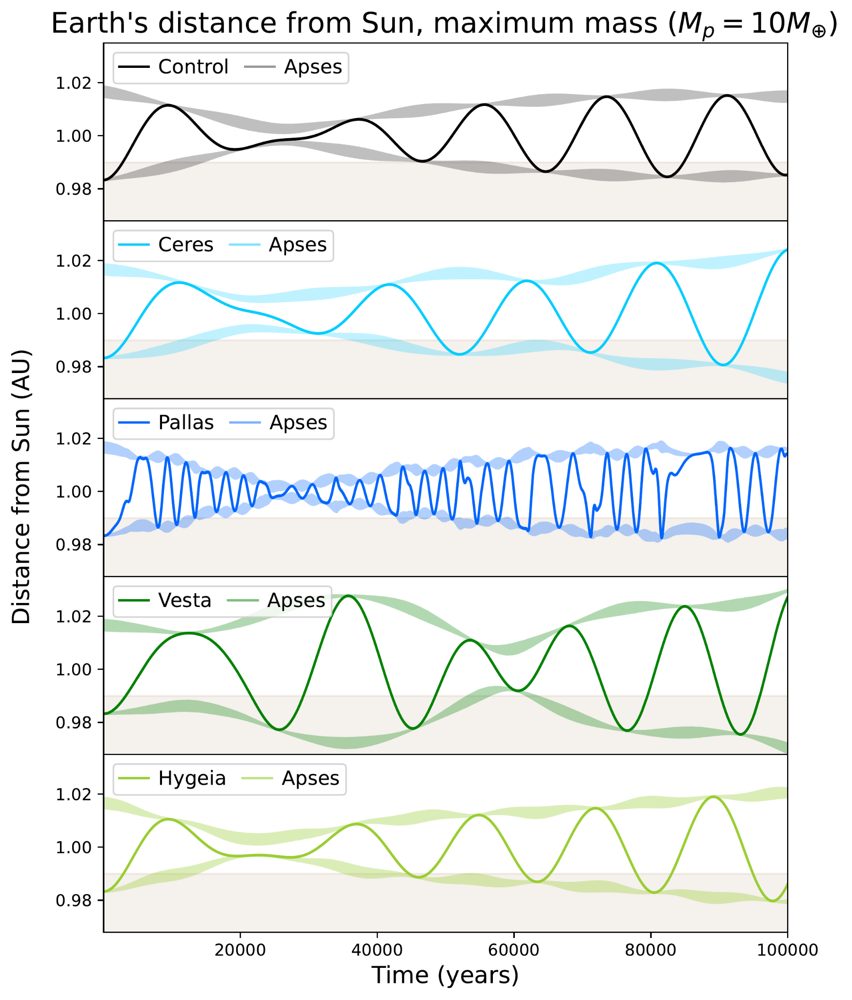 Earth's distance from Sun, maximum mass (Mₚ = 10M⊕)
Control Apses
1.02
1.00
0.98
Ceres Apses
1.02
1.00
0.98
Pallas Apses
1.02
1.00
0.98
Vesta Apses
1.02
1.00
0.98
Hygeia Apses
1.02
1.00
0.98
Distance from Sun (AU)
20000 40000 60000 80000 100000
Time (years)